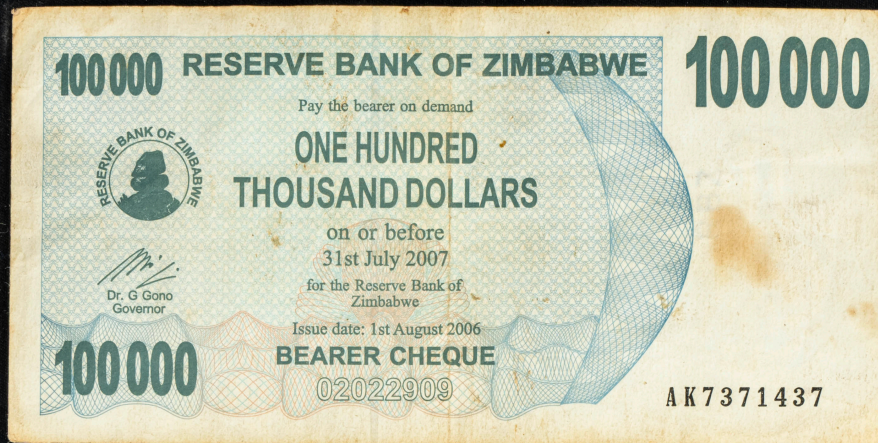 100 000 RESERVE BANK OF ZIMBABWE 100 000
Pay the bearer on demand
ONE HUNDRED
THOUSAND DOLLARS
RESERVE BANK OF ZIMBABWE
on or before
31st July 2007
for the Reserve Bank of
Zimbabwe
Dr. G Gono
Governor
Issue date: 1st August 2006
100 000 BEARER CHEQUE
02022909
AK7371437